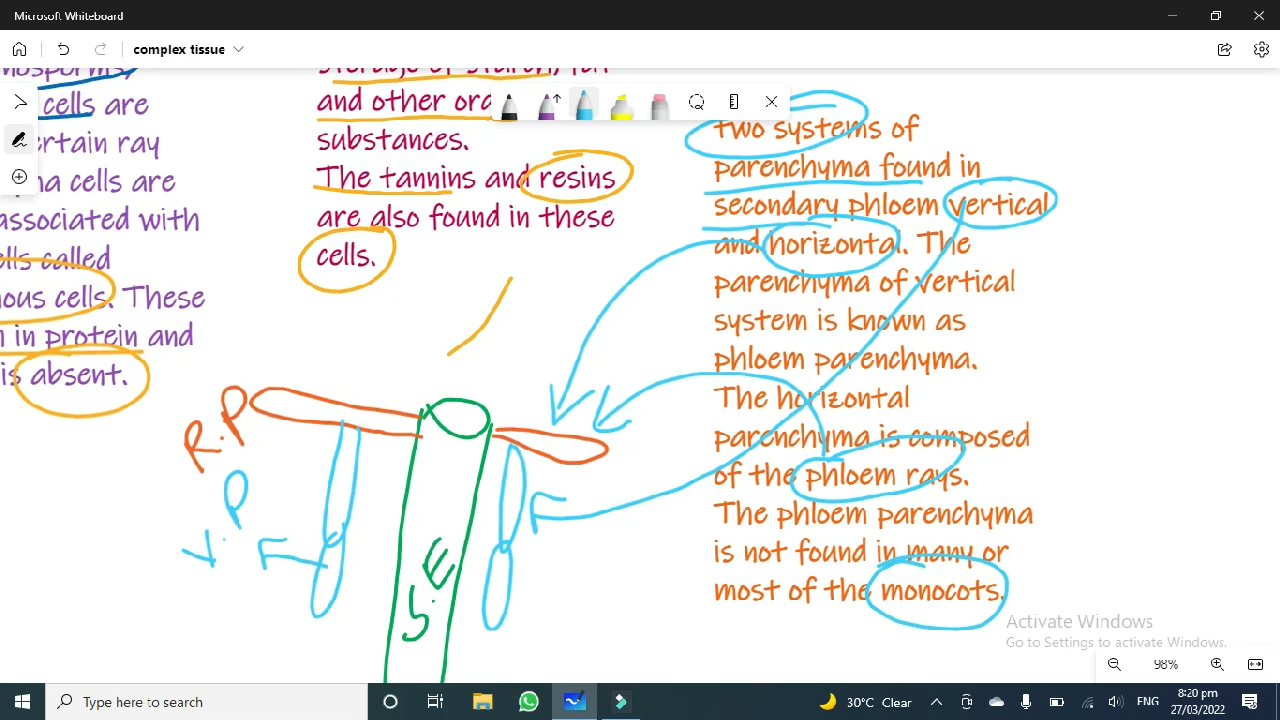 Microsoft Whiteboard
complex tissue
cells are
ertain ray
na cells are
associated with
ells called
nous cells. These
n in protein and
is absent.
and other
substances.
The tannins and resins
are also found in these
cells.
two systems of
parenchyma found in
secondary phloem vertical
and horizontal. The
parenchyma of vertical
system is known as
phloem parenchyma.
The horizontal
parenchyma is composed
of the phloem rays.
The phloem parenchyma
is not found in many or
most of the monocots.
R.P
V.P
S.E
Activate Windows
Go to Settings to activate Windows.
98%
Type here to search
30°C Clear
ENG
8:20 pm
27/03/2022